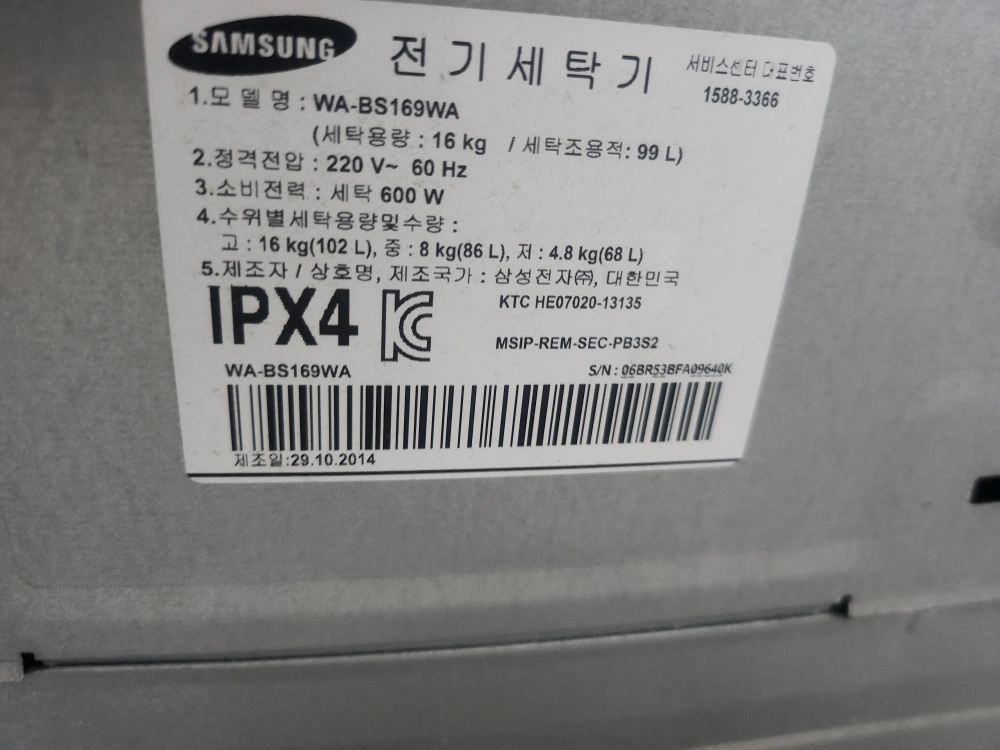 SAMSUNG
전기세탁기
서비스센터 대표번호
1588-3366
1.모 델 명 : WA-BS169WA
(세탁용량 : 16 kg / 세탁조용적: 99 L)
2.정격전압 : 220 V~ 60 Hz
3.소비전력 : 세탁 600 W
4.수위별세탁용량및수량 :
고 : 16 kg(102 L), 중 : 8 kg(86 L), 저 : 4.8 kg(68 L)
5.제조자 / 상호명, 제조국가 : 삼성전자㈜, 대한민국
IPX4
KTC HE07020-13135
MSIP-REM-SEC-PB3S2
WA-BS169WA
S/N : 06BR53BFA09640K
제조일:29.10.2014